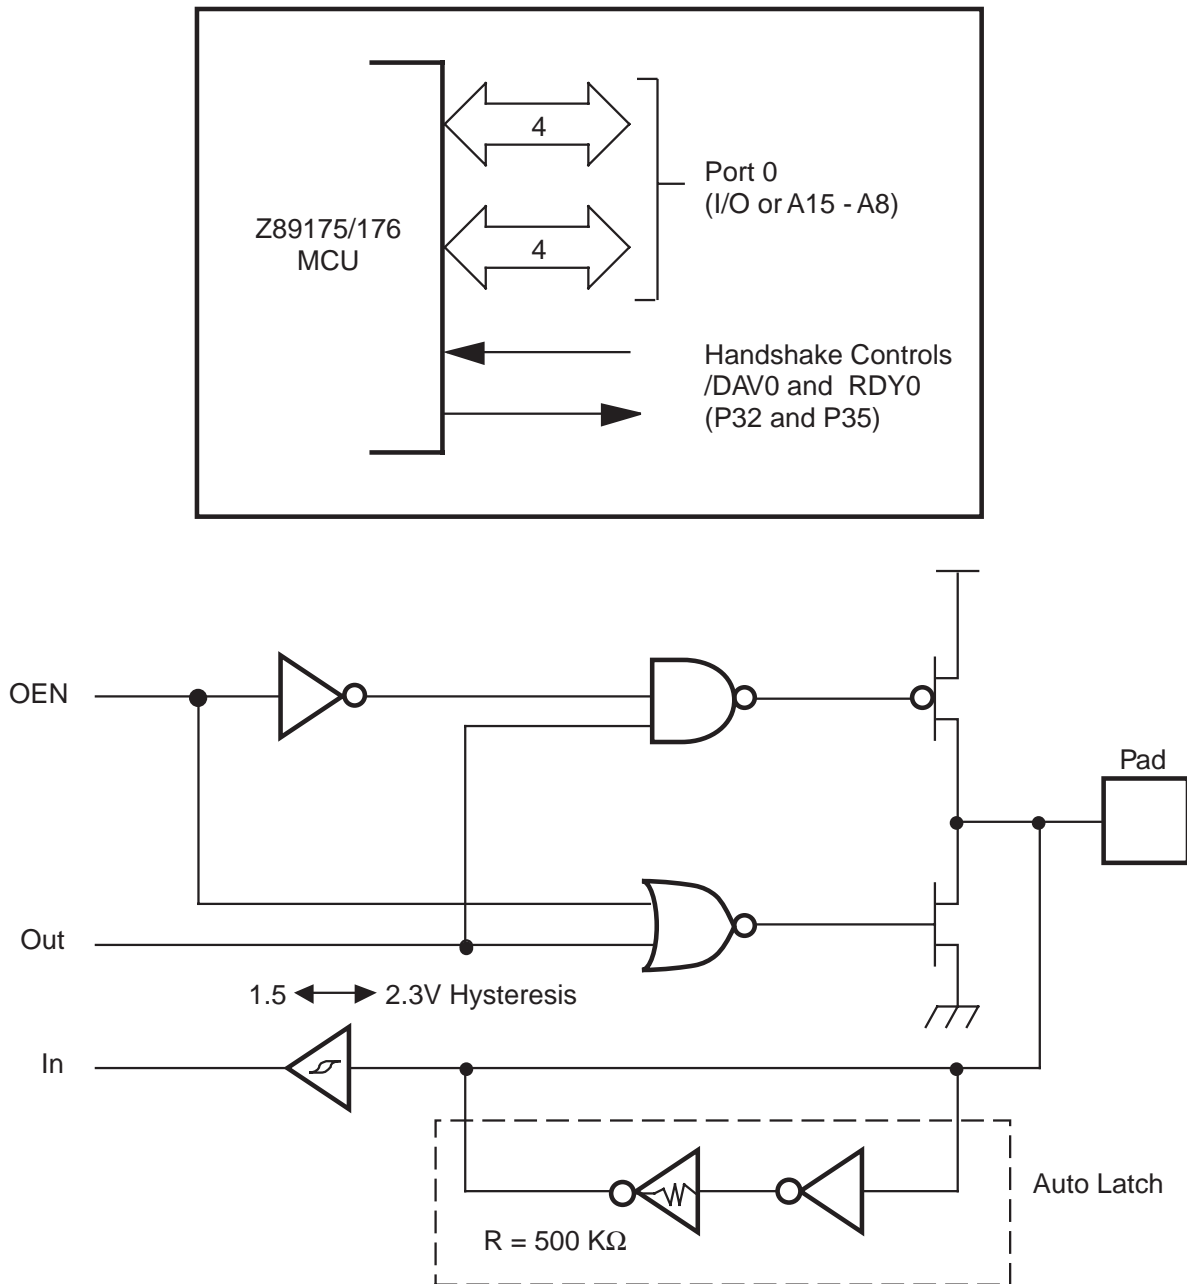 4
Port 0
(I/O or A15 - A8)
Z89175/176
MCU
4
Handshake Controls
/DAV0 and RDY0
(P32 and P35)
OEN
Pad
Out
1.5 2.3V Hysteresis
In
Auto Latch
R = 500 KΩ